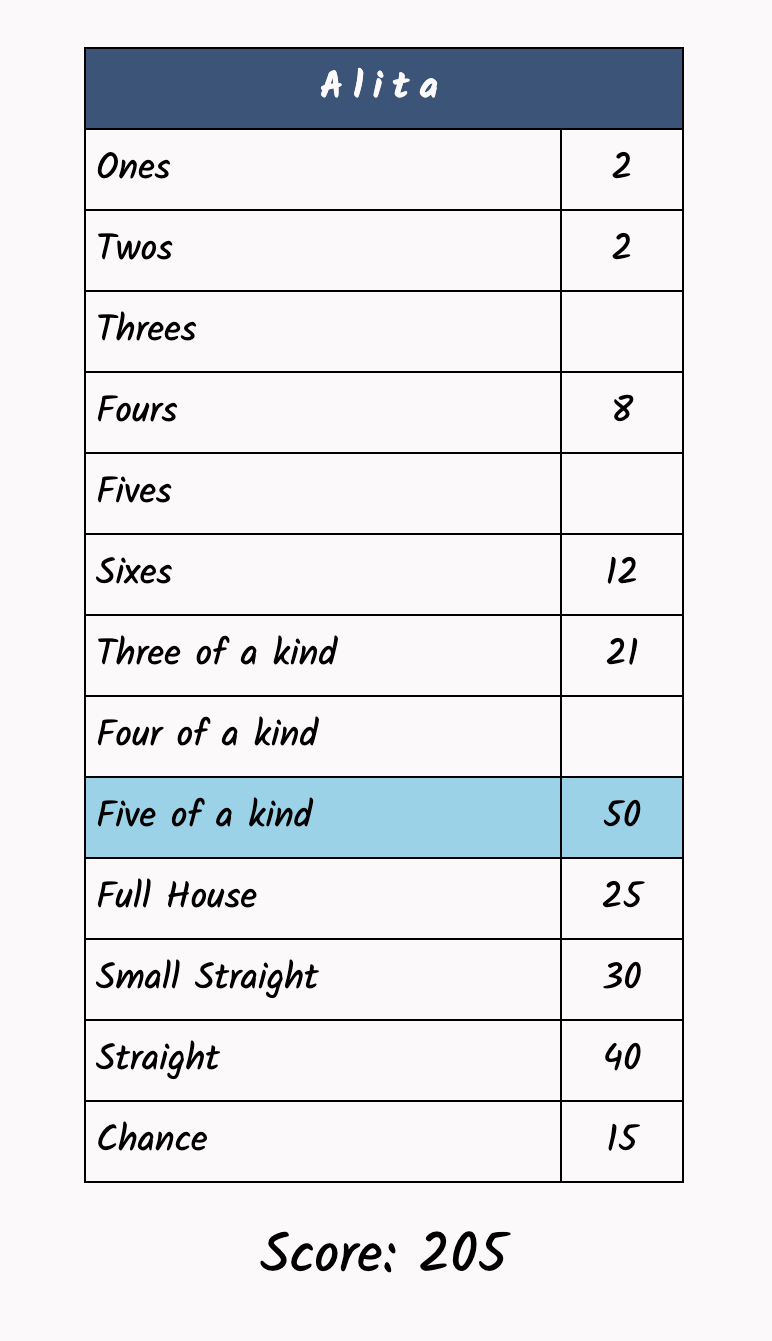 Alita
Ones 2
Twos 2
Threes
Fours 8
Fives
Sixes 12
Three of a kind 21
Four of a kind
Five of a kind 50
Full House 25
Small Straight 30
Straight 40
Chance 15
Score: 205